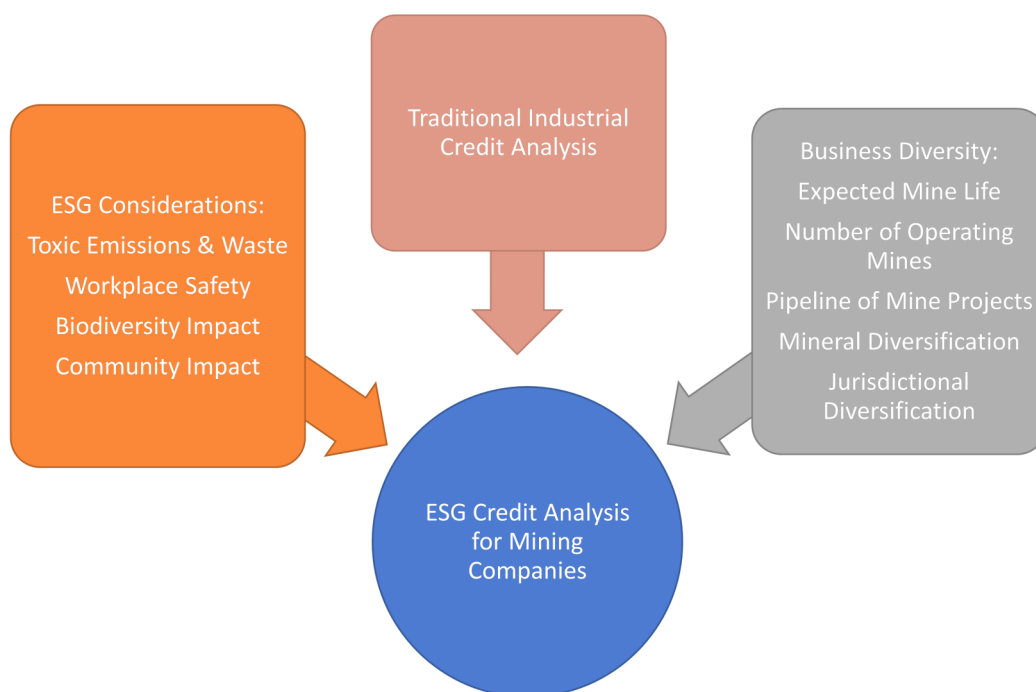 Traditional Industrial
Credit Analysis
ESG Considerations:
Toxic Emissions & Waste
Workplace Safety
Biodiversity Impact
Community Impact
Business Diversity:
Expected Mine Life
Number of Operating
Mines
Pipeline of Mine Projects
Mineral Diversification
Jurisdictional
Diversification
ESG Credit Analysis
for Mining
Companies